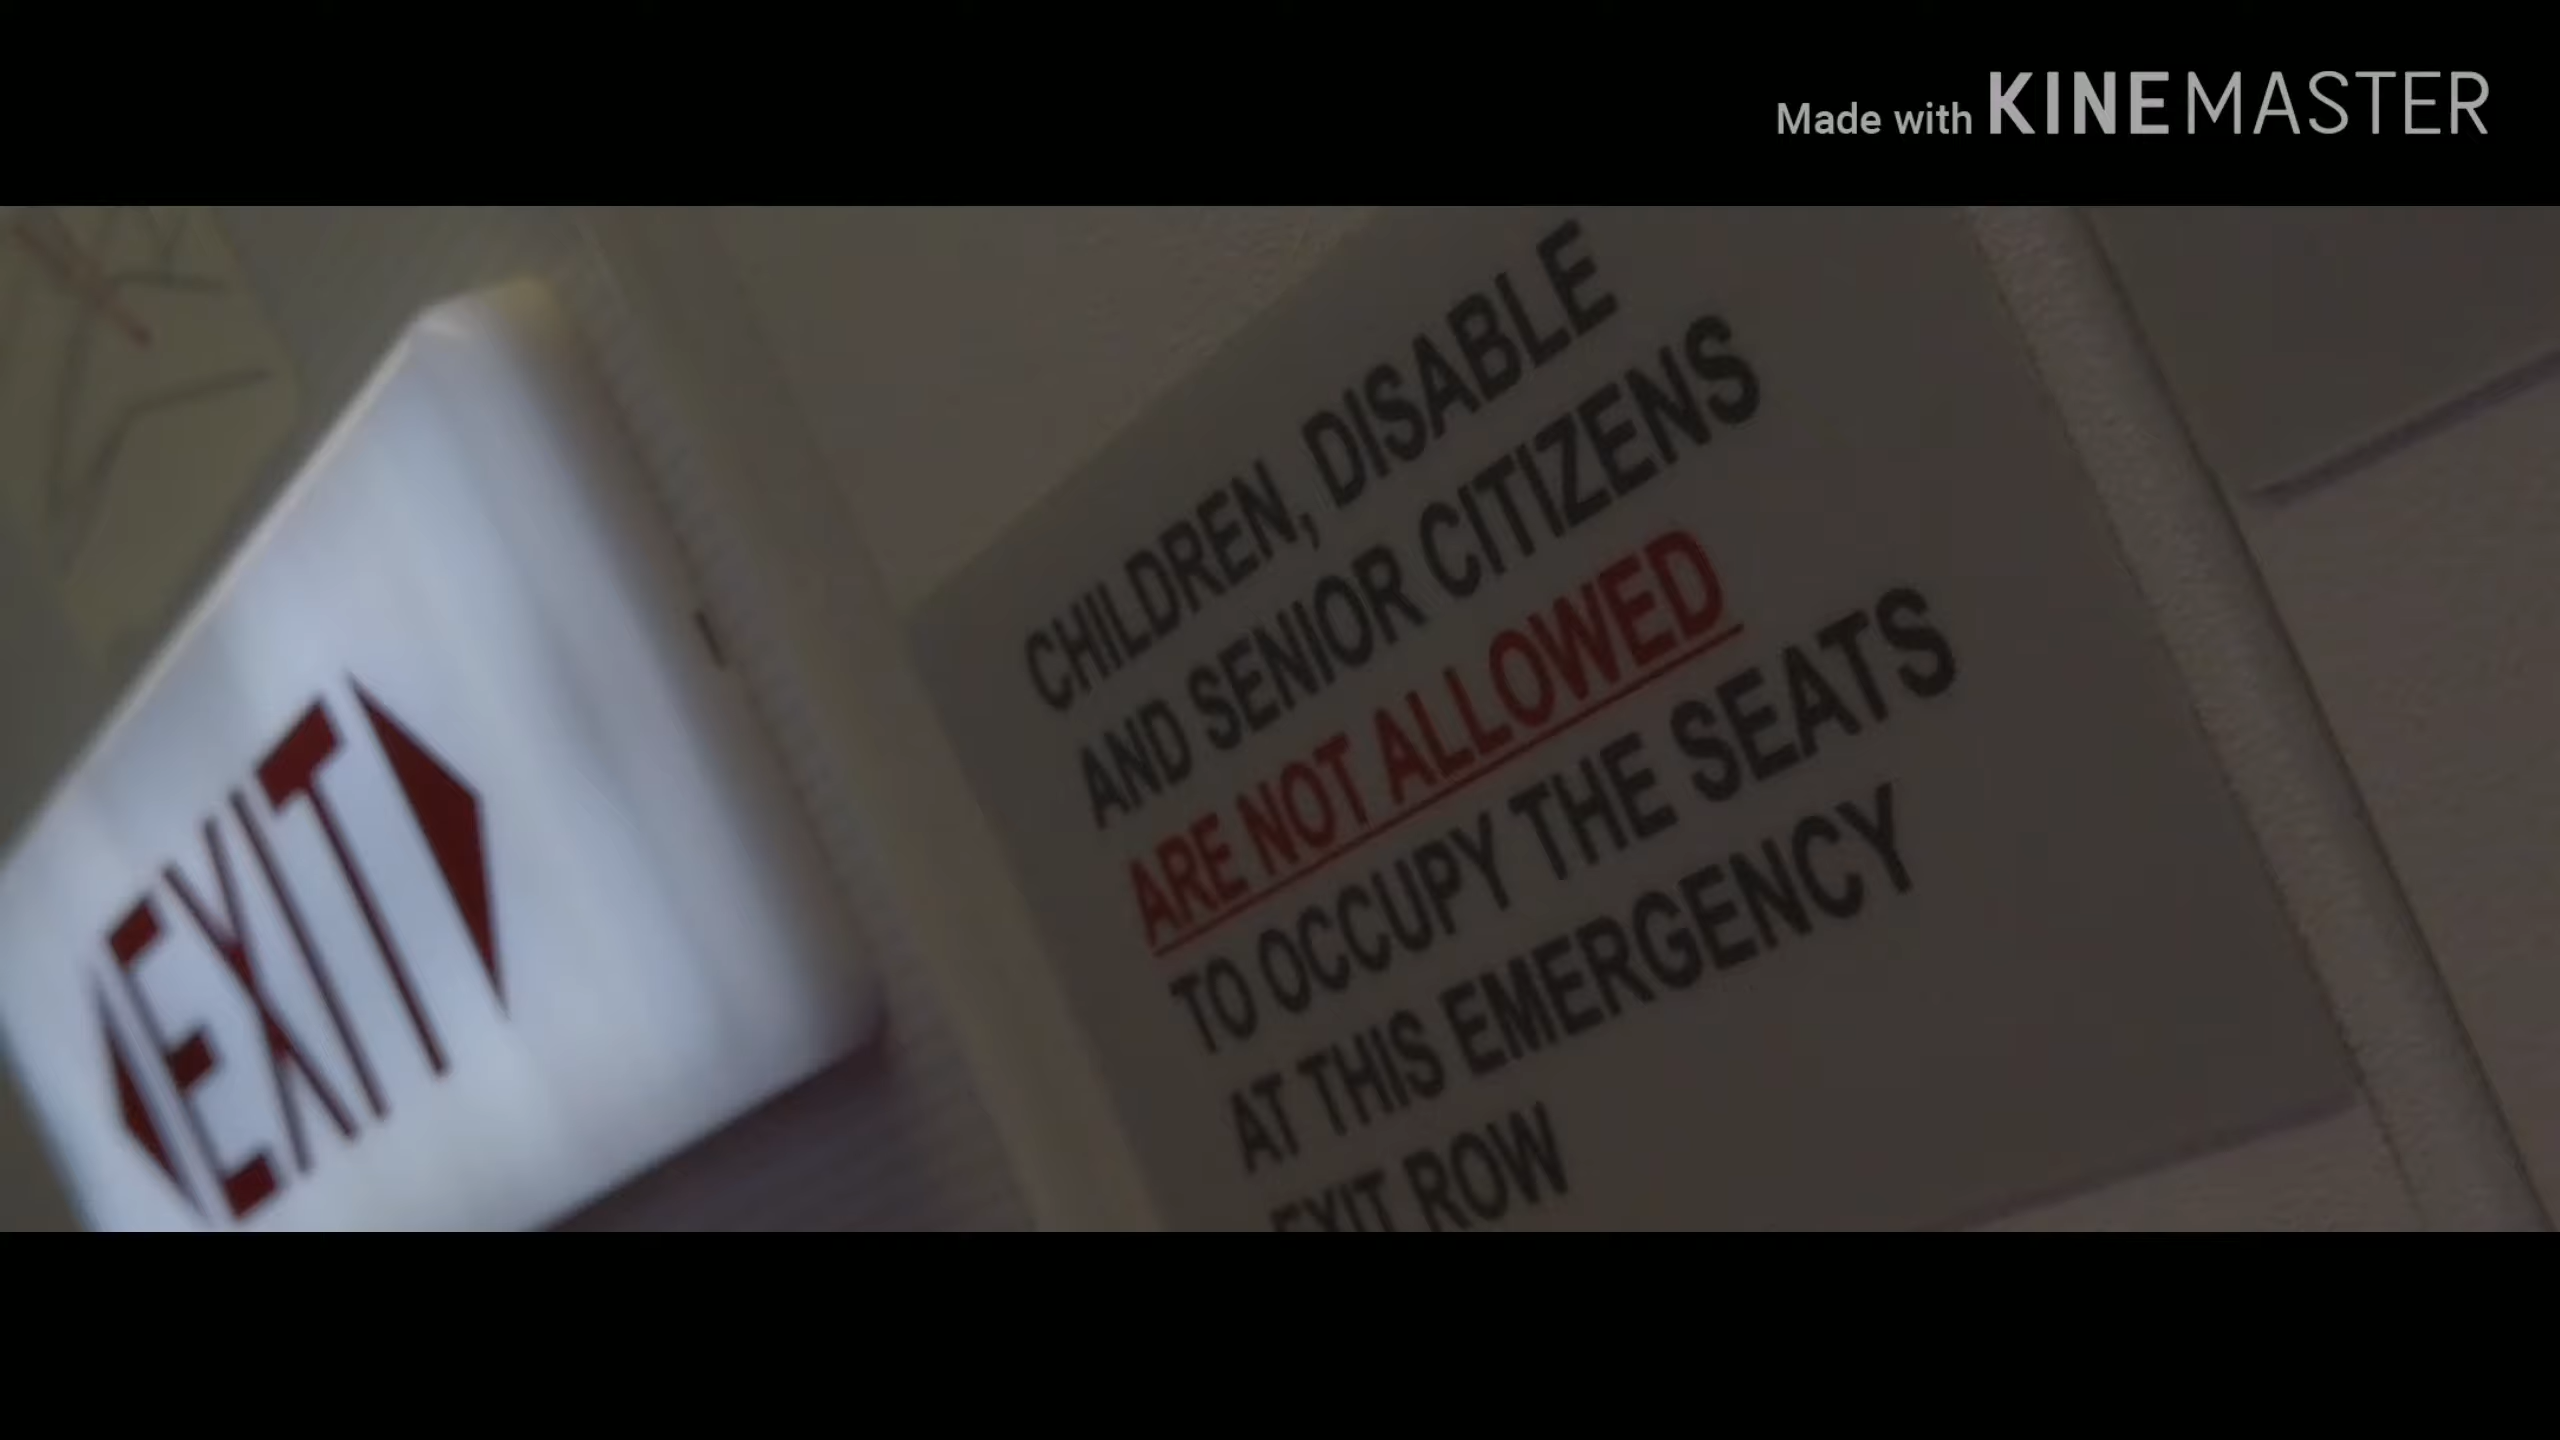 Made with KINEMASTER
EXIT
CHILDREN, DISABLE
AND SENIOR CITIZENS
ARE NOT ALLOWED
TO OCCUPY THE SEATS
AT THIS EMERGENCY
EXIT ROW